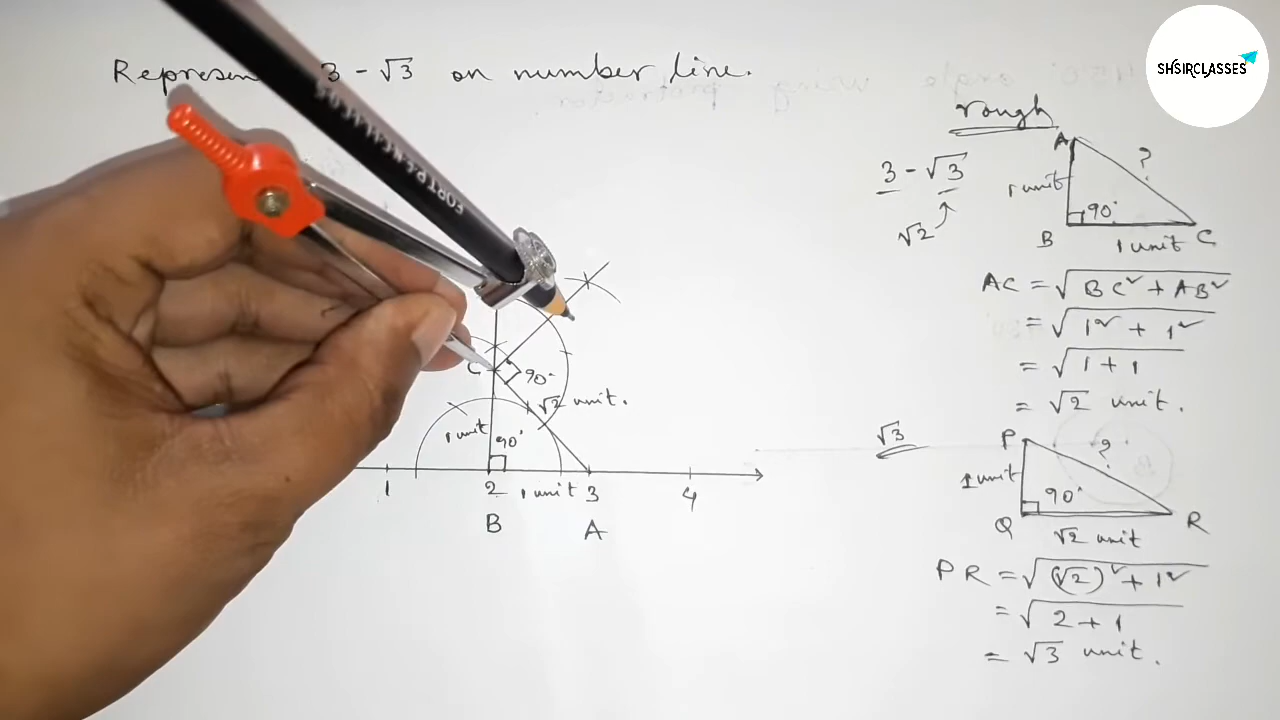 Represen 3 - √3 on number line.
SHSIRCLASSES
rough
3 - √3
√2
A
?
1 unit
90°
B
1 unit
C
AC = √BC² + AB²
= √1² + 1²
= √1 + 1
= √2 unit.
√3
P
?
1 unit
90°
Q
√2 unit
R
PR = √(√2)² + 1²
= √2 + 1
= √3 unit.
C
90°
√2 unit.
1 unit
90°
1 2 1 unit 3 4
B A